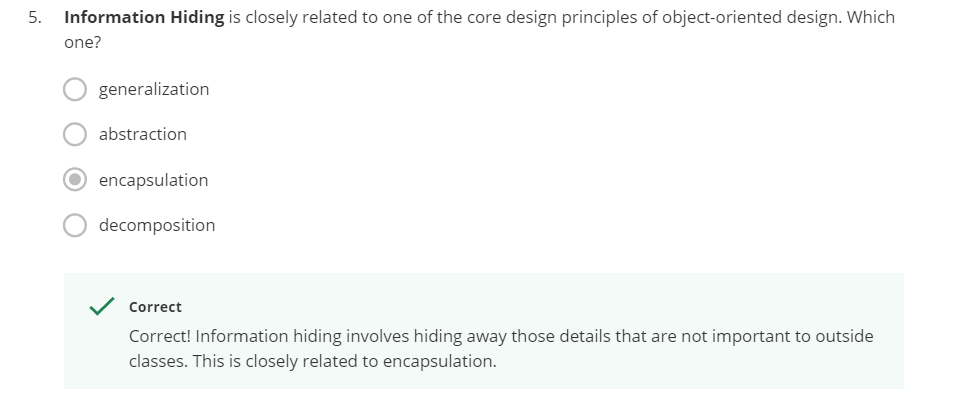 5. Information Hiding is closely related to one of the core design principles of object-oriented design. Which
one?
generalization
abstraction
encapsulation
decomposition
Correct
Correct! Information hiding involves hiding away those details that are not important to outside
classes. This is closely related to encapsulation.